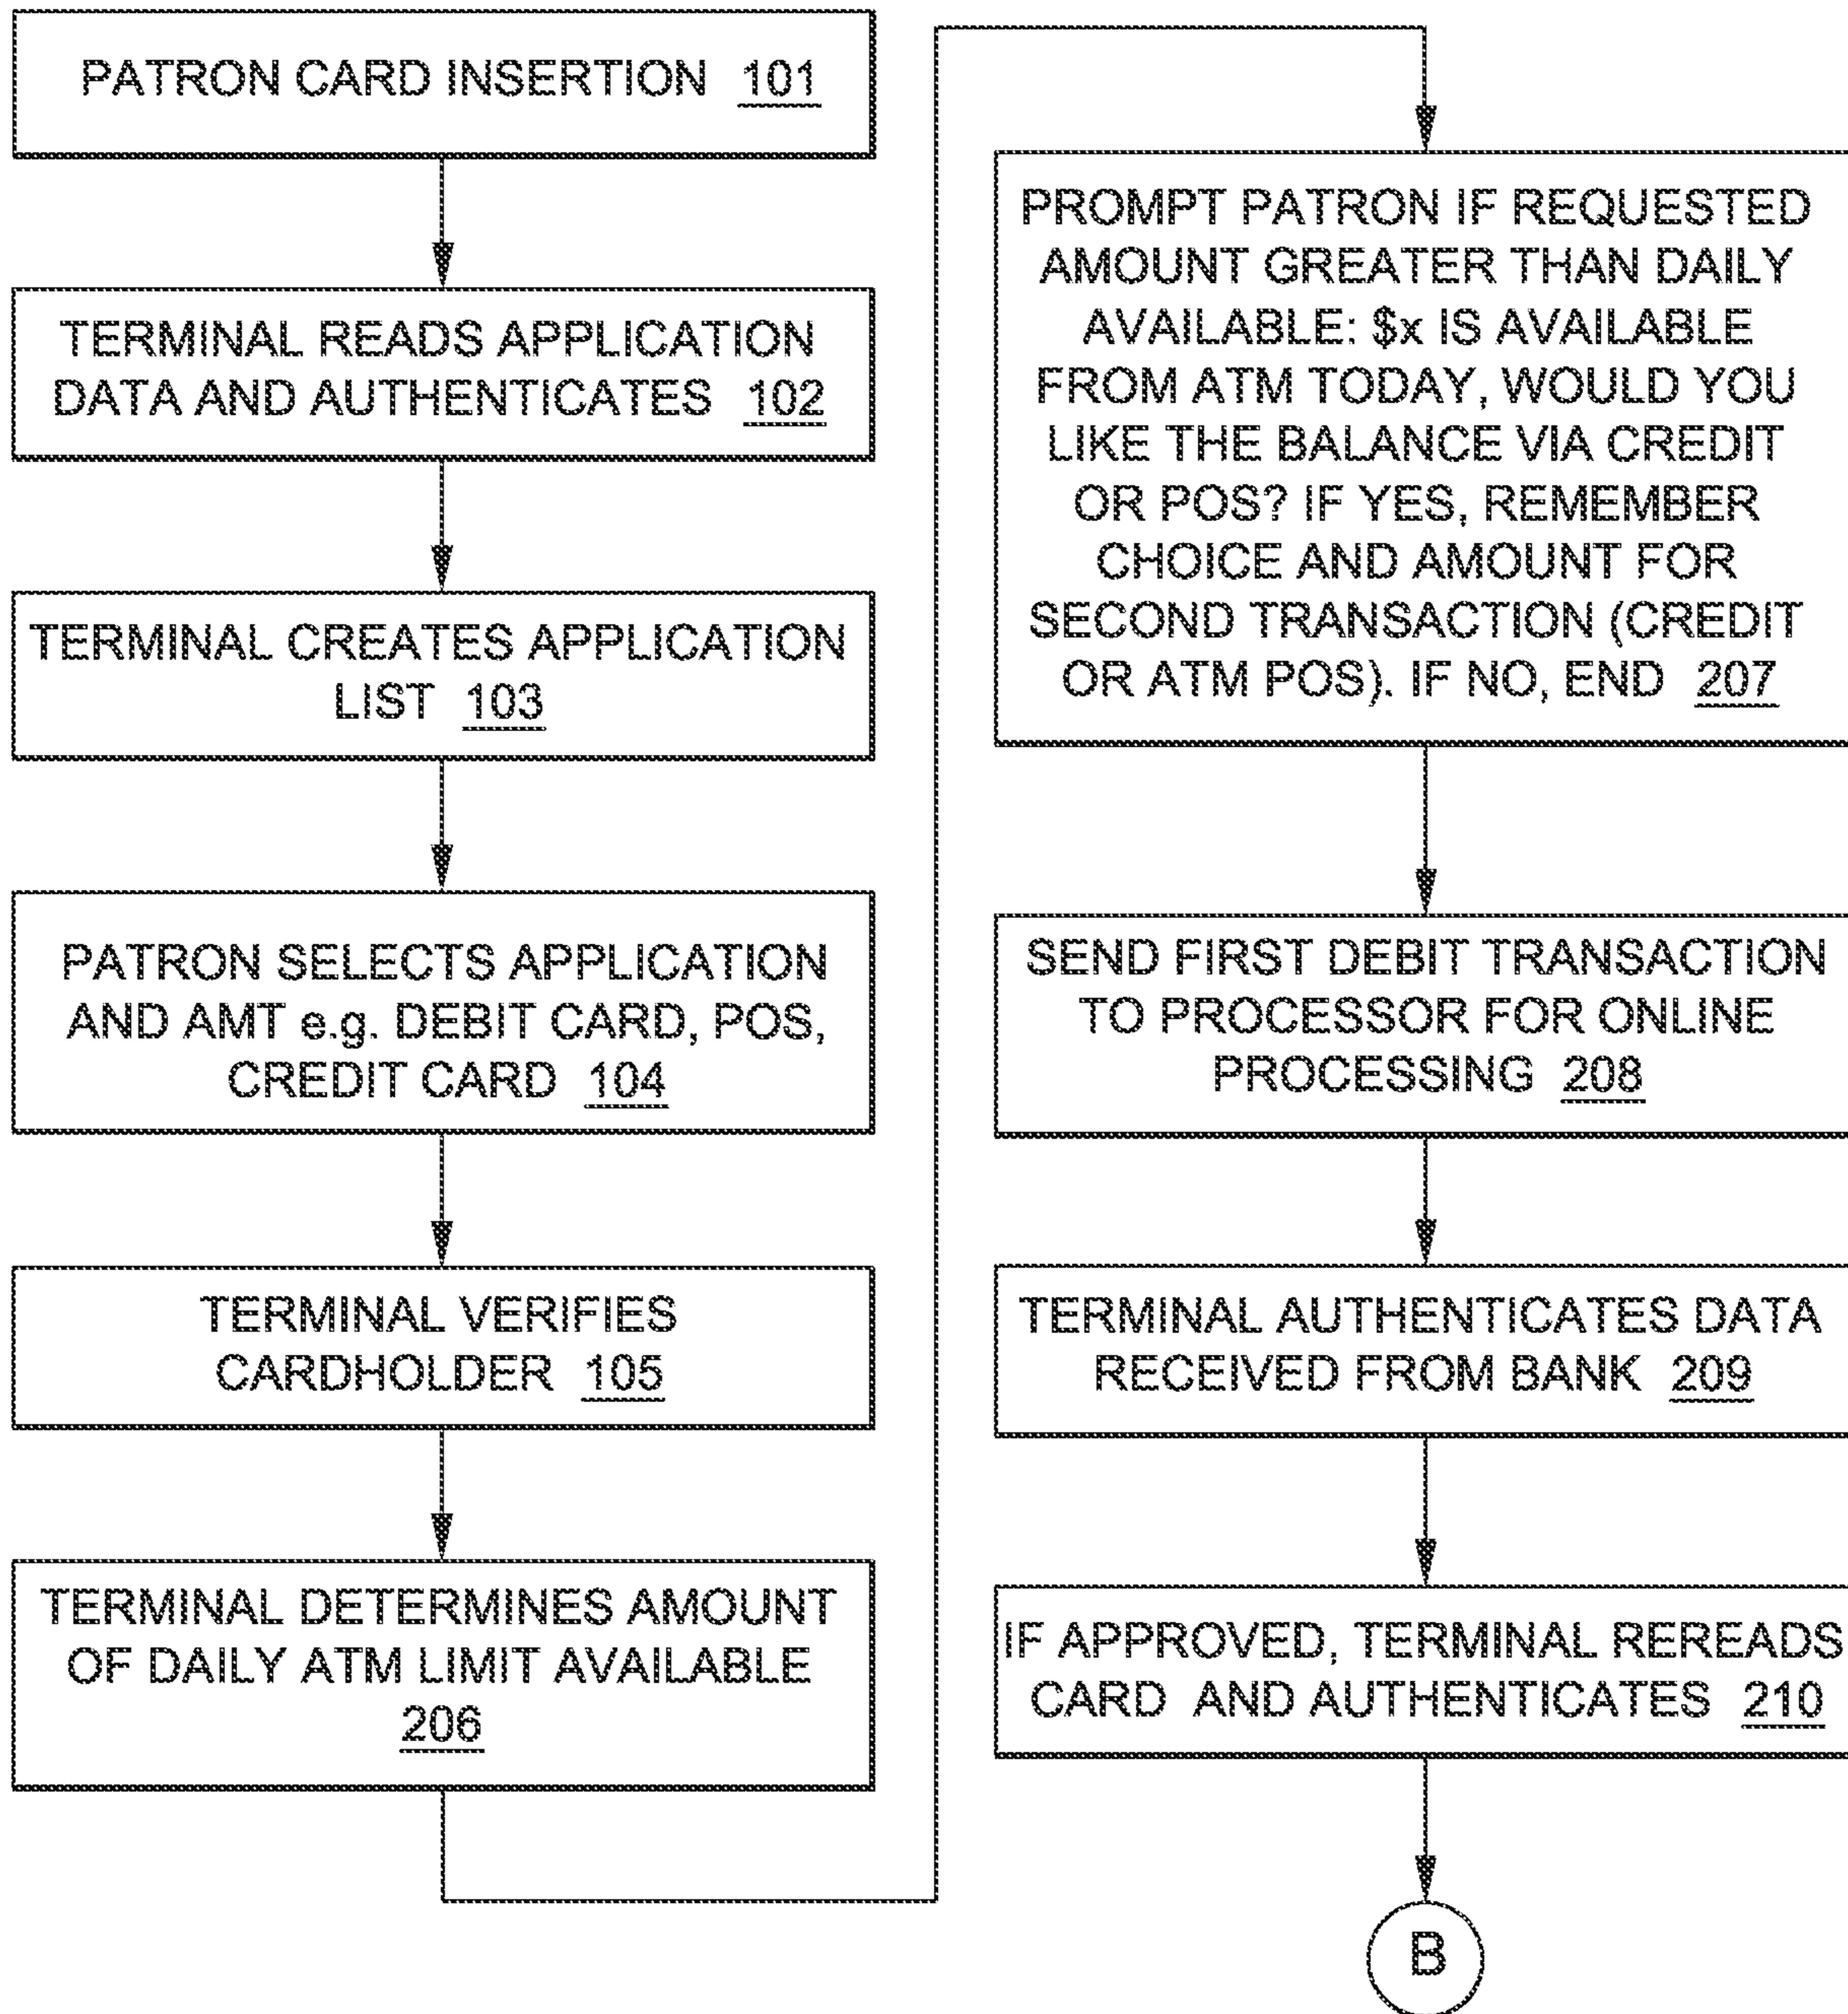 PATRON CARD INSERTION 101
TERMINAL READS APPLICATION
DATA AND AUTHENTICATES 102
TERMINAL CREATES APPLICATION
LIST 103
PATRON SELECTS APPLICATION
AND AMT e.g. DEBIT CARD, POS,
CREDIT CARD 104
TERMINAL VERIFIES
CARDHOLDER 105
TERMINAL DETERMINES AMOUNT
OF DAILY ATM LIMIT AVAILABLE
206
PROMPT PATRON IF REQUESTED
AMOUNT GREATER THAN DAILY
AVAILABLE: $x IS AVAILABLE
FROM ATM TODAY, WOULD YOU
LIKE THE BALANCE VIA CREDIT
OR POS? IF YES, REMEMBER
CHOICE AND AMOUNT FOR
SECOND TRANSACTION (CREDIT
OR ATM POS). IF NO, END 207
SEND FIRST DEBIT TRANSACTION
TO PROCESSOR FOR ONLINE
PROCESSING 208
TERMINAL AUTHENTICATES DATA
RECEIVED FROM BANK 209
IF APPROVED, TERMINAL REREADS
CARD AND AUTHENTICATES 210
B